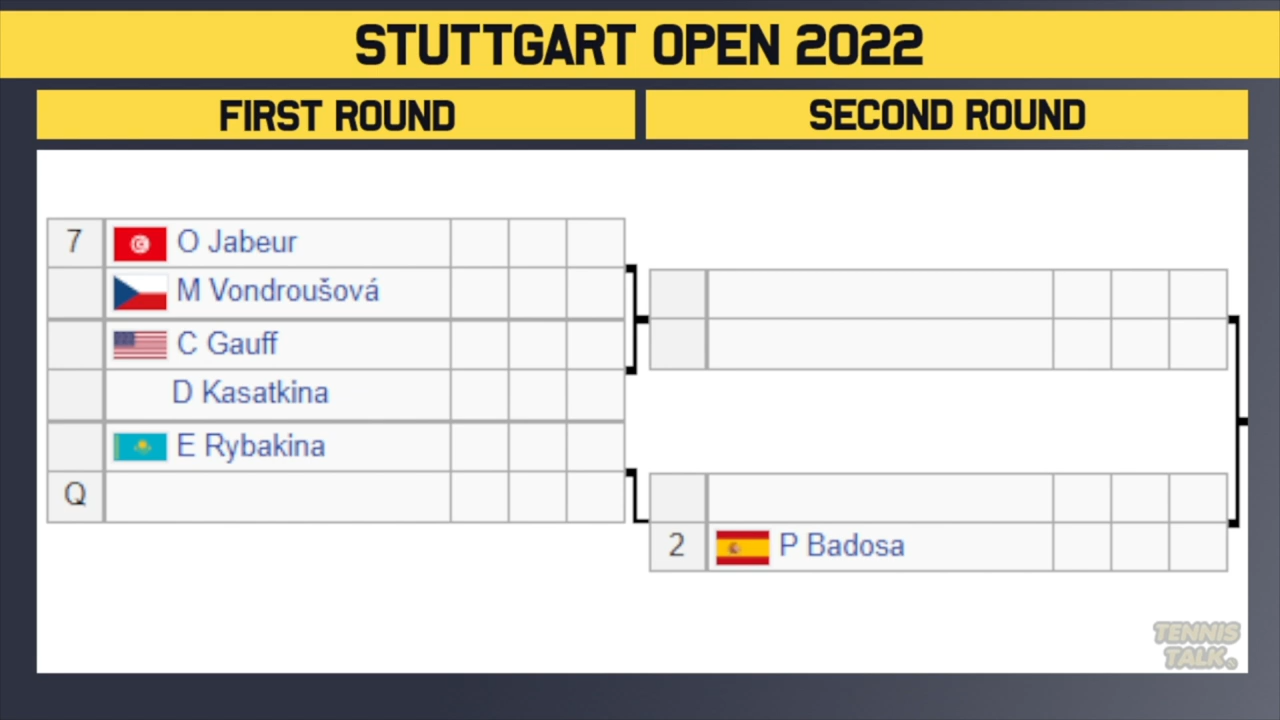 STUTTGART OPEN 2022
FIRST ROUND
SECOND ROUND
7 O Jabeur
M Vondroušová
C Gauff
D Kasatkina
E Rybakina
Q
2 P Badosa
TENNIS
TALK